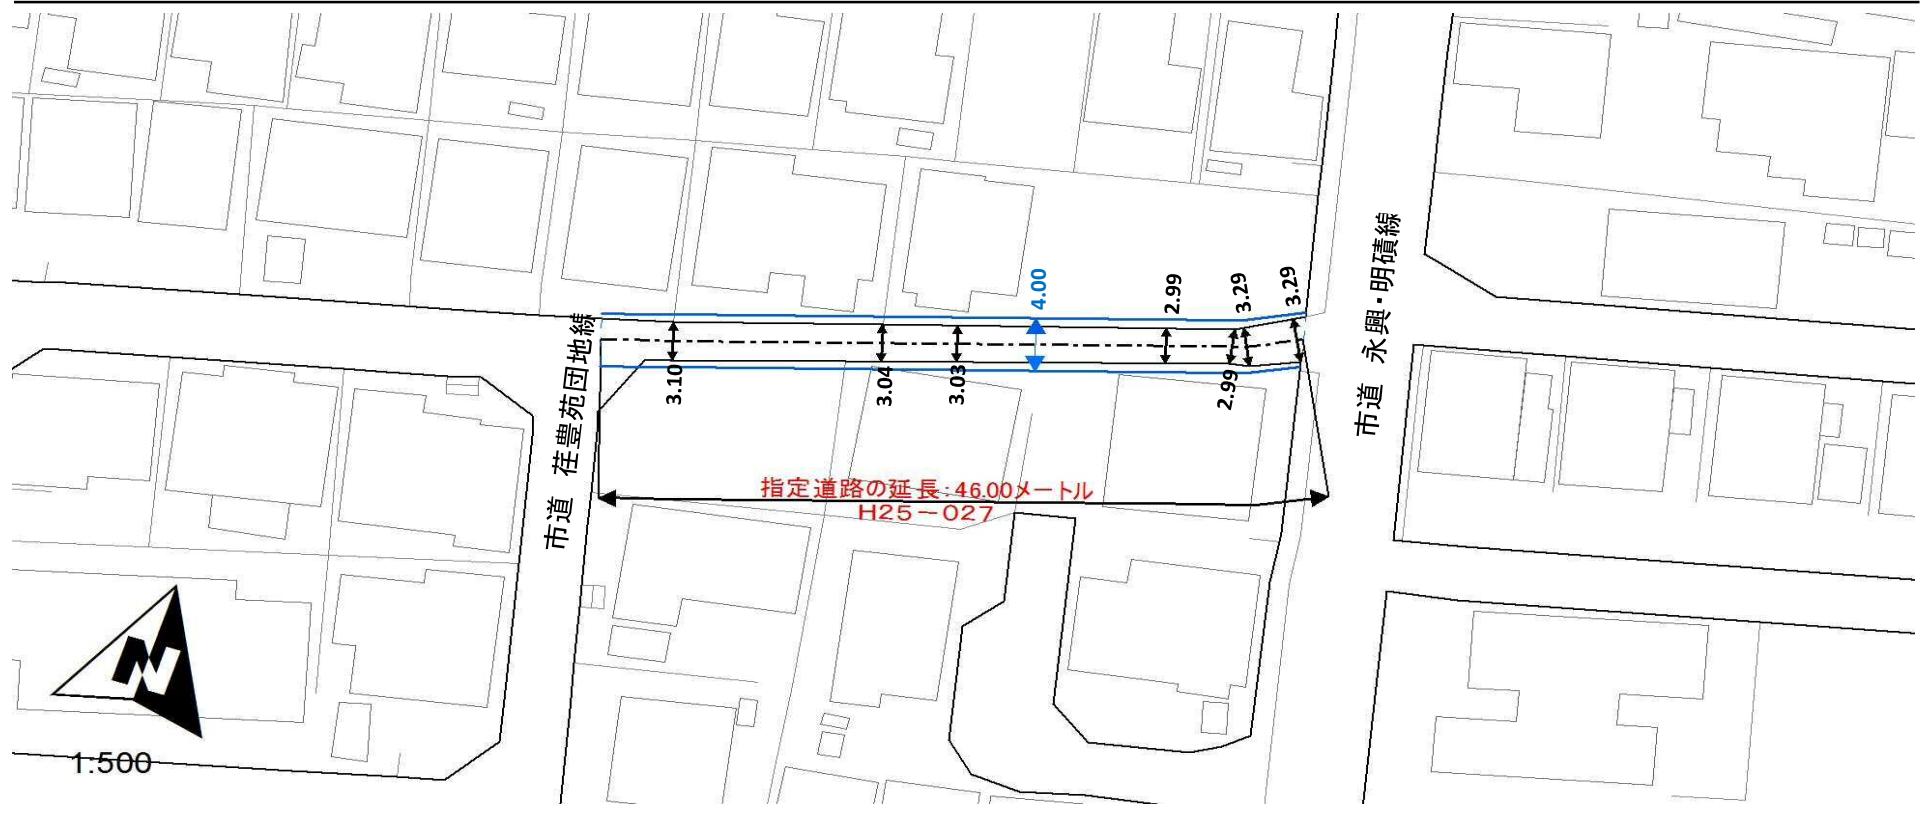 4.00
2.99
3.29
3.29
3.10
3.04
3.03
2.99
市道 荏豊苑団地線
市道 永興・明磧線
指定道路の延長:46.00メートル
H25-027
N
1:500